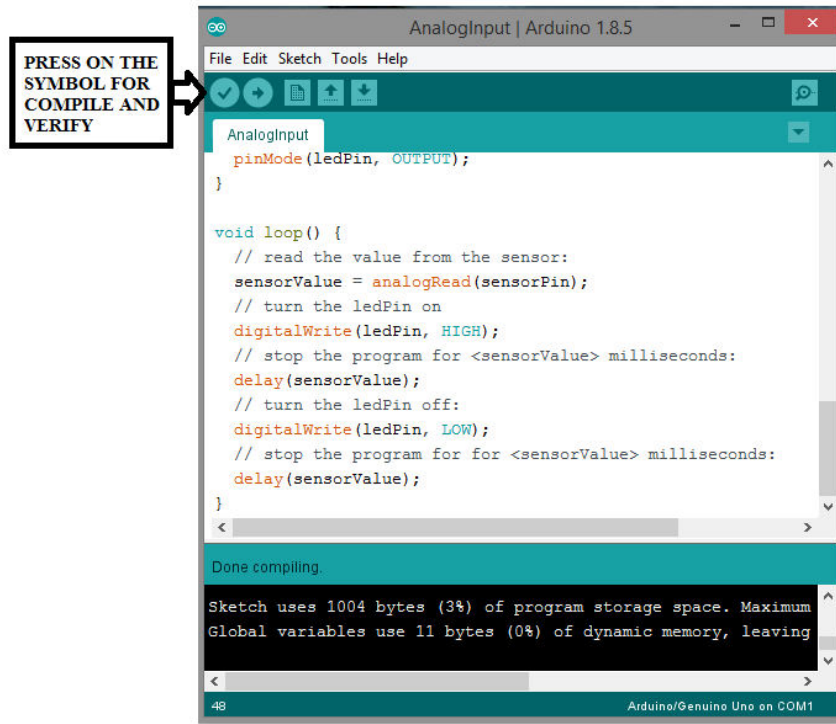 PRESS ON THE
SYMBOL FOR
COMPILE AND
VERIFY
AnalogInput | Arduino 1.8.5
File Edit Sketch Tools Help
AnalogInput
pinMode(ledPin, OUTPUT);
}
void loop() {
// read the value from the sensor:
sensorValue = analogRead(sensorPin);
// turn the ledPin on
digitalWrite(ledPin, HIGH);
// stop the program for <sensorValue> milliseconds:
delay(sensorValue);
// turn the ledPin off:
digitalWrite(ledPin, LOW);
// stop the program for for <sensorValue> milliseconds:
delay(sensorValue);
}
Done compiling.
Sketch uses 1004 bytes (3%) of program storage space. Maximum
Global variables use 11 bytes (0%) of dynamic memory, leaving
48 Arduino/Genuino Uno on COM1